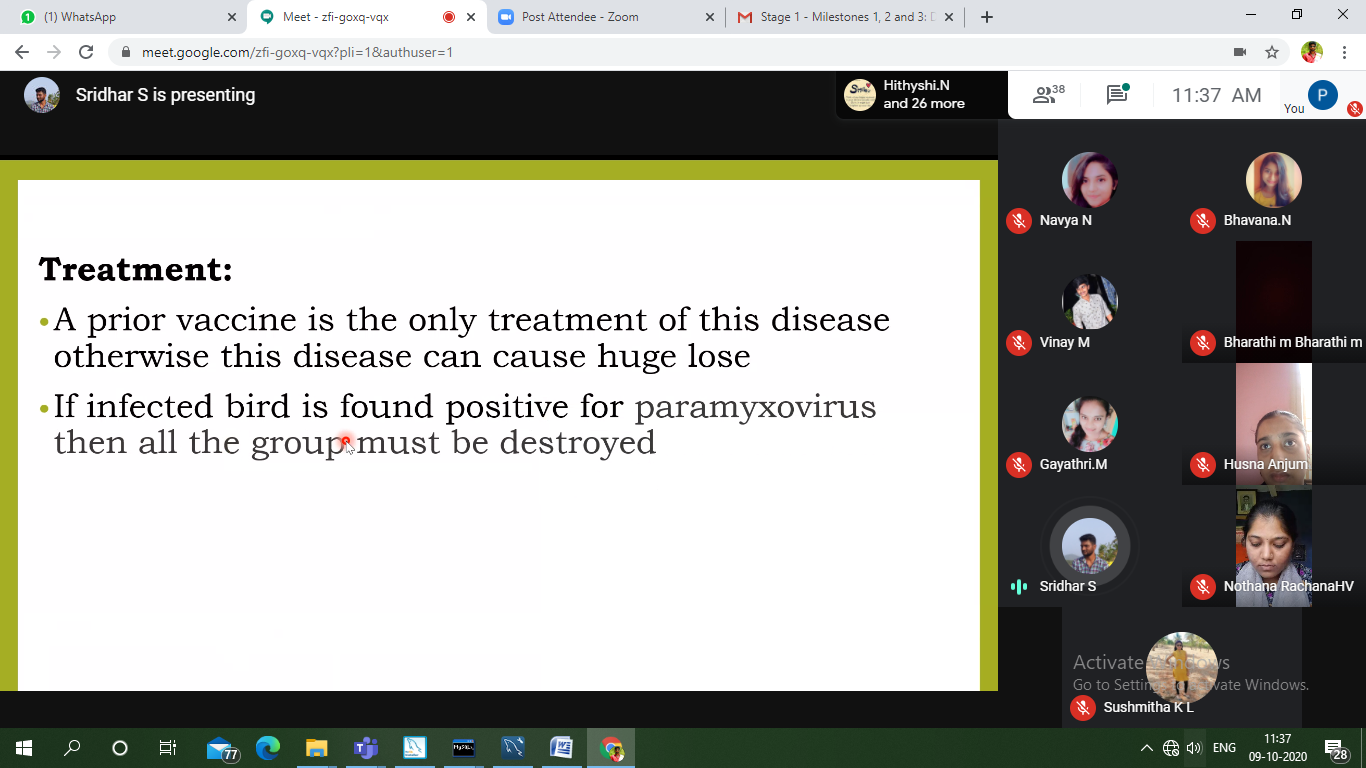 (1) WhatsApp
Meet - zfi-goxq-vqx
Post Attendee - Zoom
Stage 1 - Milestones 1, 2 and 3:
meet.google.com/zfi-goxq-vqx?pli=1&authuser=1
Sridhar S is presenting
Hithyshi.N
and 26 more
38
11:37 AM
You
P
Treatment:
•A prior vaccine is the only treatment of this disease
otherwise this disease can cause huge lose
•If infected bird is found positive for paramyxovirus
then all the group must be destroyed
Navya N
Bhavana.N
Vinay M
Bharathi m Bharathi m
Gayathri.M
Husna Anjum
Sridhar S
Nothana RachanaHV
Activate Windows
Go to Settings to activate Windows.
Sushmitha K L
77
ENG
11:37
09-10-2020
28